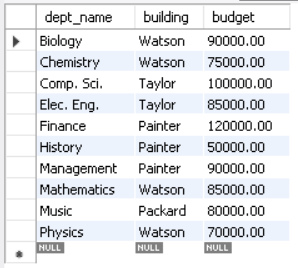 dept_name building budget
Biology Watson 90000.00
Chemistry Watson 75000.00
Comp. Sci. Taylor 100000.00
Elec. Eng. Taylor 85000.00
Finance Painter 120000.00
History Painter 50000.00
Management Painter 90000.00
Mathematics Watson 85000.00
Music Packard 80000.00
Physics Watson 70000.00
NULL NULL NULL